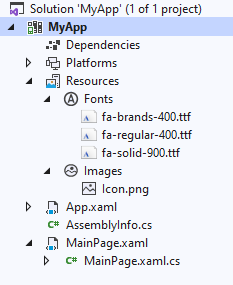 Solution 'MyApp' (1 of 1 project)
MyApp
Dependencies
Platforms
Resources
Fonts
fa-brands-400.ttf
fa-regular-400.ttf
fa-solid-900.ttf
Images
Icon.png
App.xaml
C# AssemblyInfo.cs
MainPage.xaml
C# MainPage.xaml.cs